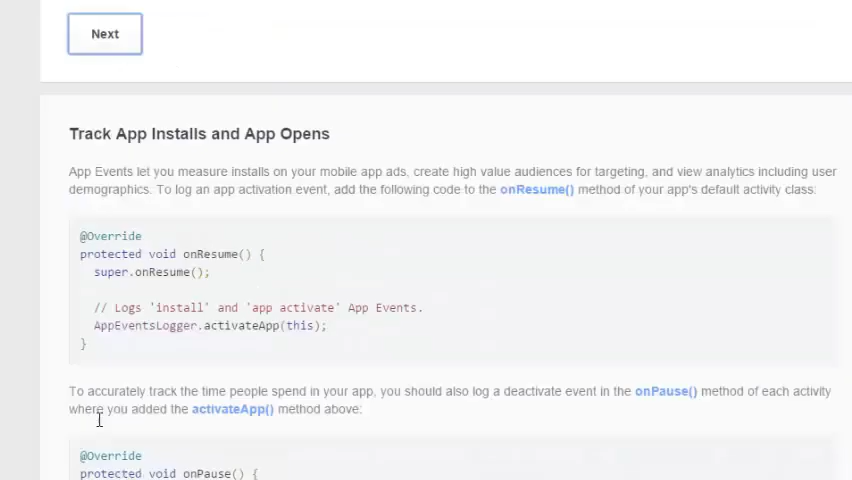 Next
Track App Installs and App Opens
App Events let you measure installs on your mobile app ads, create high value audiences for targeting, and view analytics including user
demographics. To log an app activation event, add the following code to the onResume() method of your app's default activity class:
@Override
protected void onResume() {
super.onResume();
// Logs 'install' and 'app activate' App Events.
AppEventsLogger.activateApp(this);
}
To accurately track the time people spend in your app, you should also log a deactivate event in the onPause() method of each activity
where you added the activateApp() method above:
@Override
protected void onPause() {